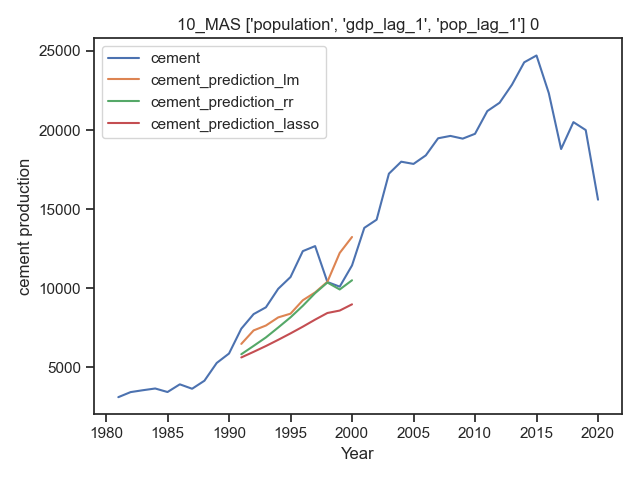 10_MAS ['population', 'gdp_lag_1', 'pop_lag_1'] 0
25000
20000
15000
10000
5000
cement production
cement
cement_prediction_lm
cement_prediction_rr
cement_prediction_lasso
1980 1985 1990 1995 2000 2005 2010 2015 2020
Year